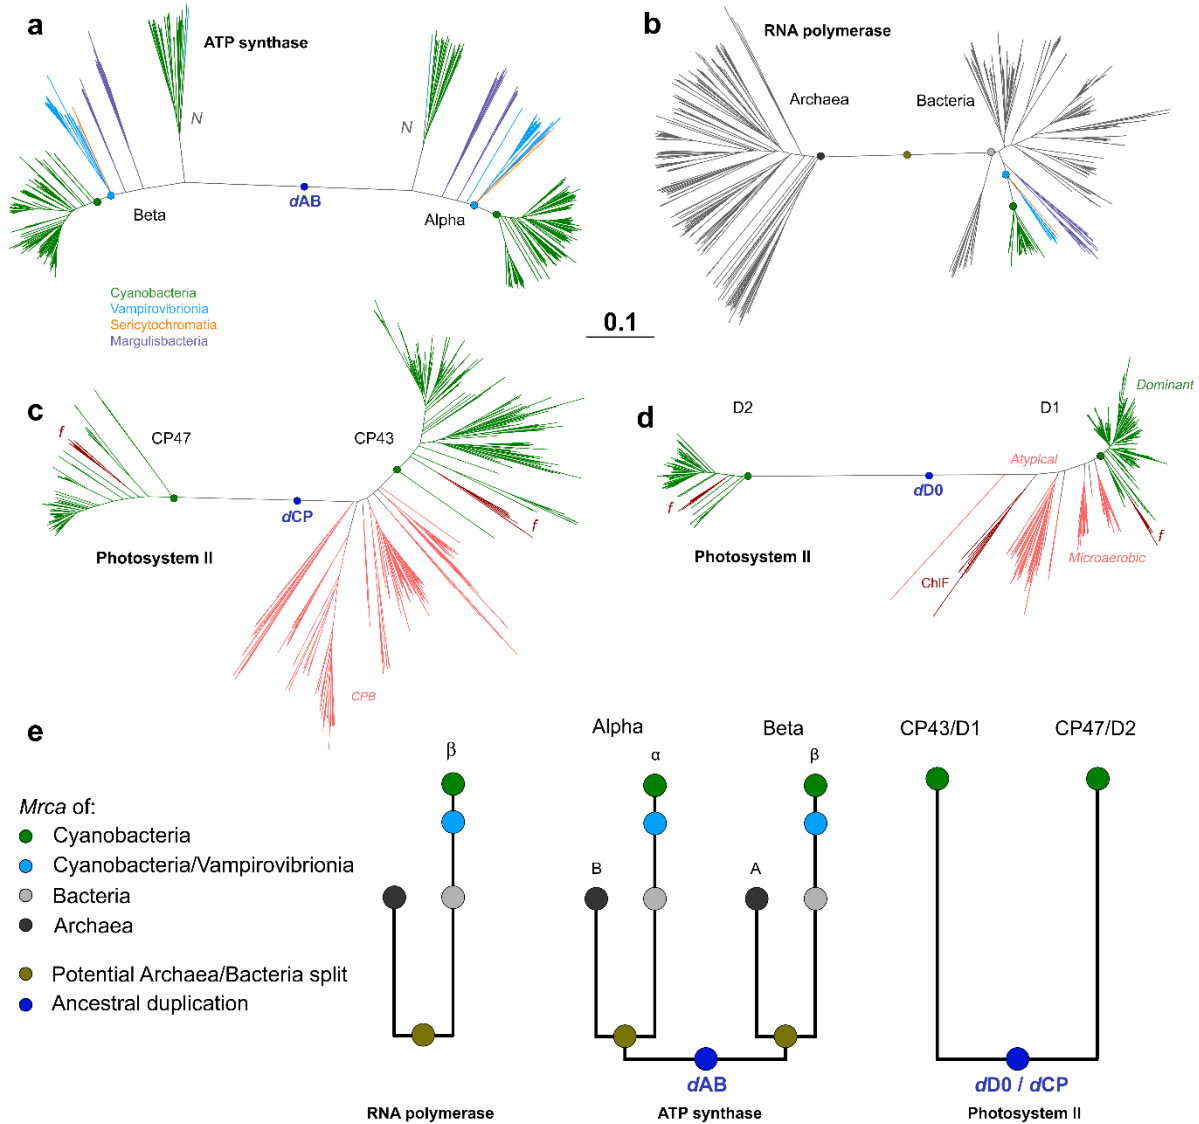 a
ATP synthase
N
N
Beta
dAB
Alpha
Cyanobacteria
Vampirovibrionia
Sericytochromatia
Margulisbacteria
b
RNA polymerase
Archaea
Bacteria
0.1
c
CP47
CP43
f
dCP
f
Photosystem II
CPB
d
D2
D1
Dominant
Atypical
dD0
f
f
Photosystem II
Microaerobic
ChlF
e
Mrca of:
Cyanobacteria
Cyanobacteria/Vampirovibrionia
Bacteria
Archaea
Potential Archaea/Bacteria split
Ancestral duplication
β
RNA polymerase
Alpha
Beta
α
β
B
A
dAB
ATP synthase
CP43/D1
CP47/D2
dD0 / dCP
Photosystem II